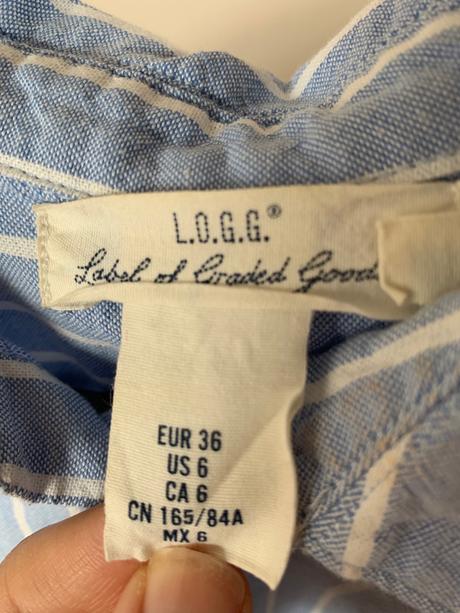 L.O.G.G.®
Label of Graded Goods
EUR 36
US 6
CA 6
CN 165/84A
MX 6